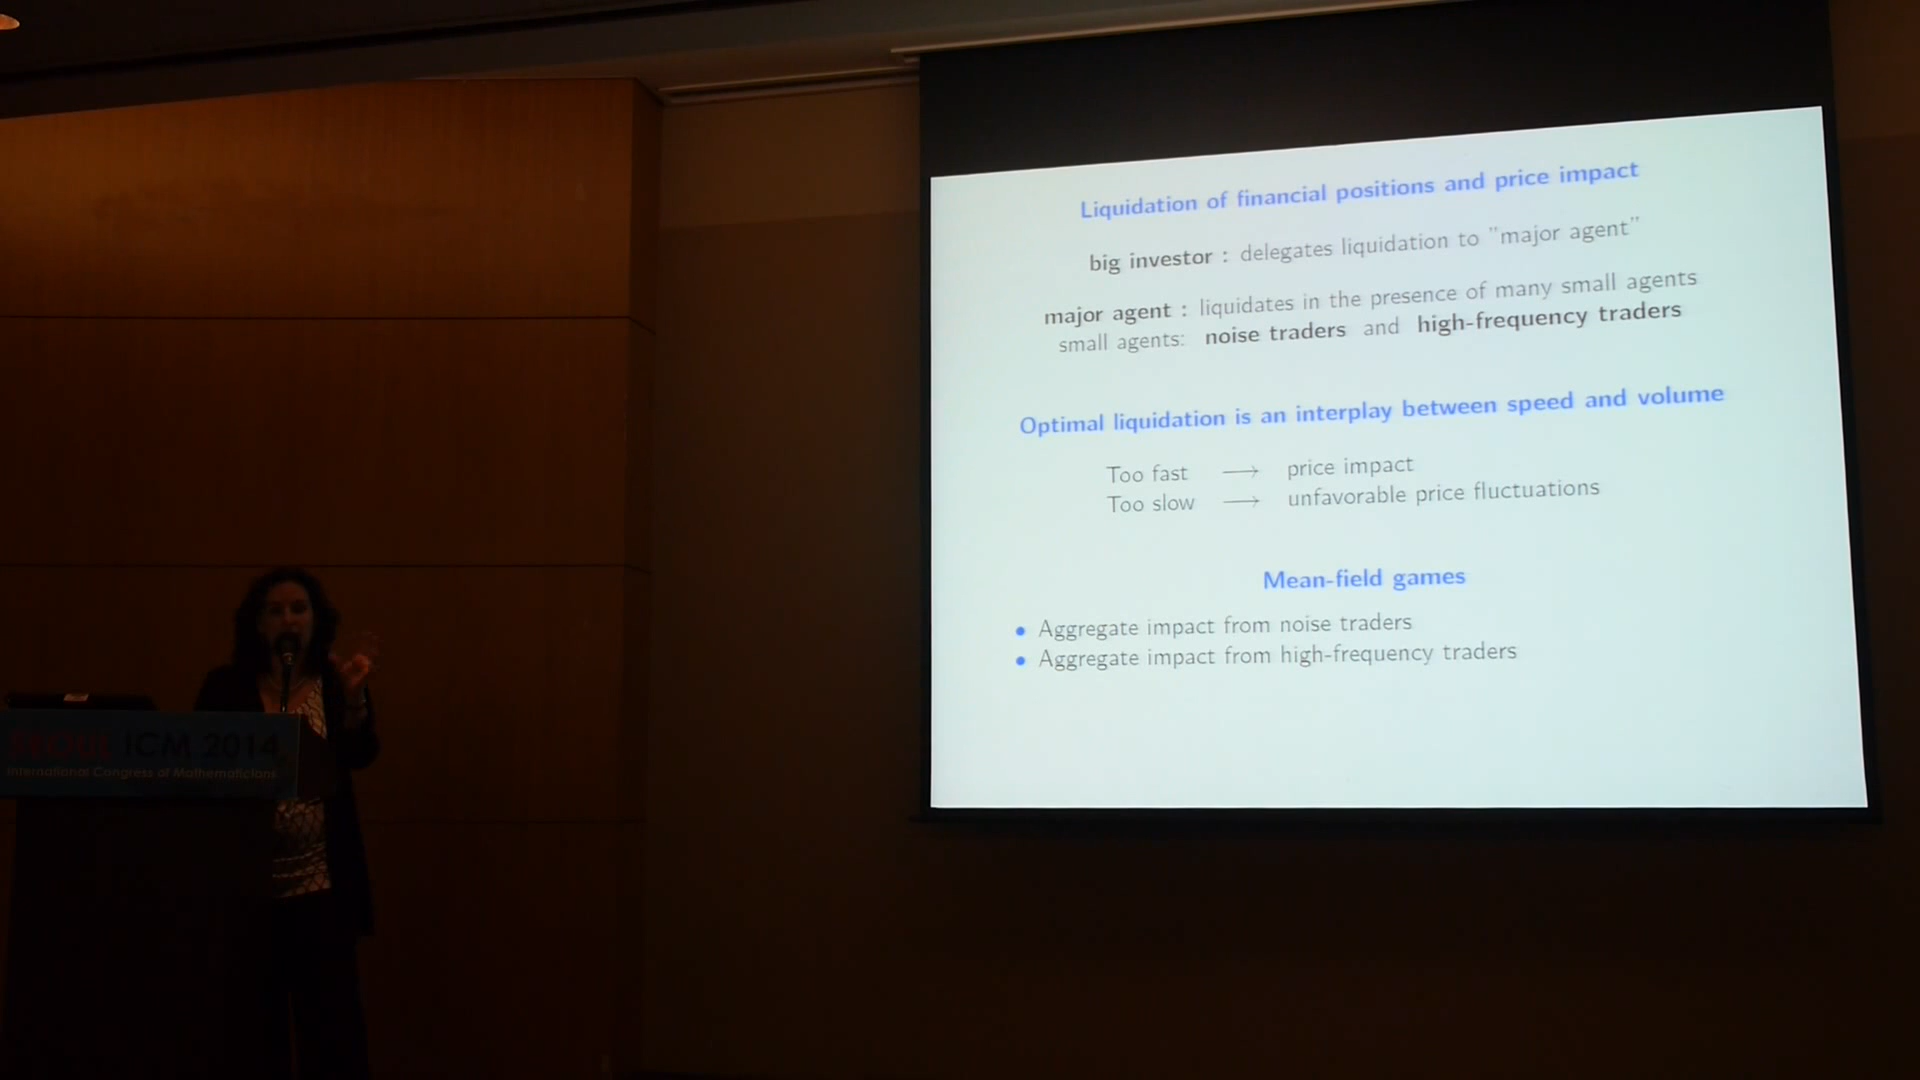 Liquidation of financial positions and price impact
big investor : delegates liquidation to "major agent"
major agent : liquidates in the presence of many small agents
small agents: noise traders and high-frequency traders
Optimal liquidation is an interplay between speed and volume
Too fast ⟶ price impact
Too slow ⟶ unfavorable price fluctuations
Mean-field games
• Aggregate impact from noise traders
• Aggregate impact from high-frequency traders
SEOUL ICM 2014
International Congress of Mathematicians